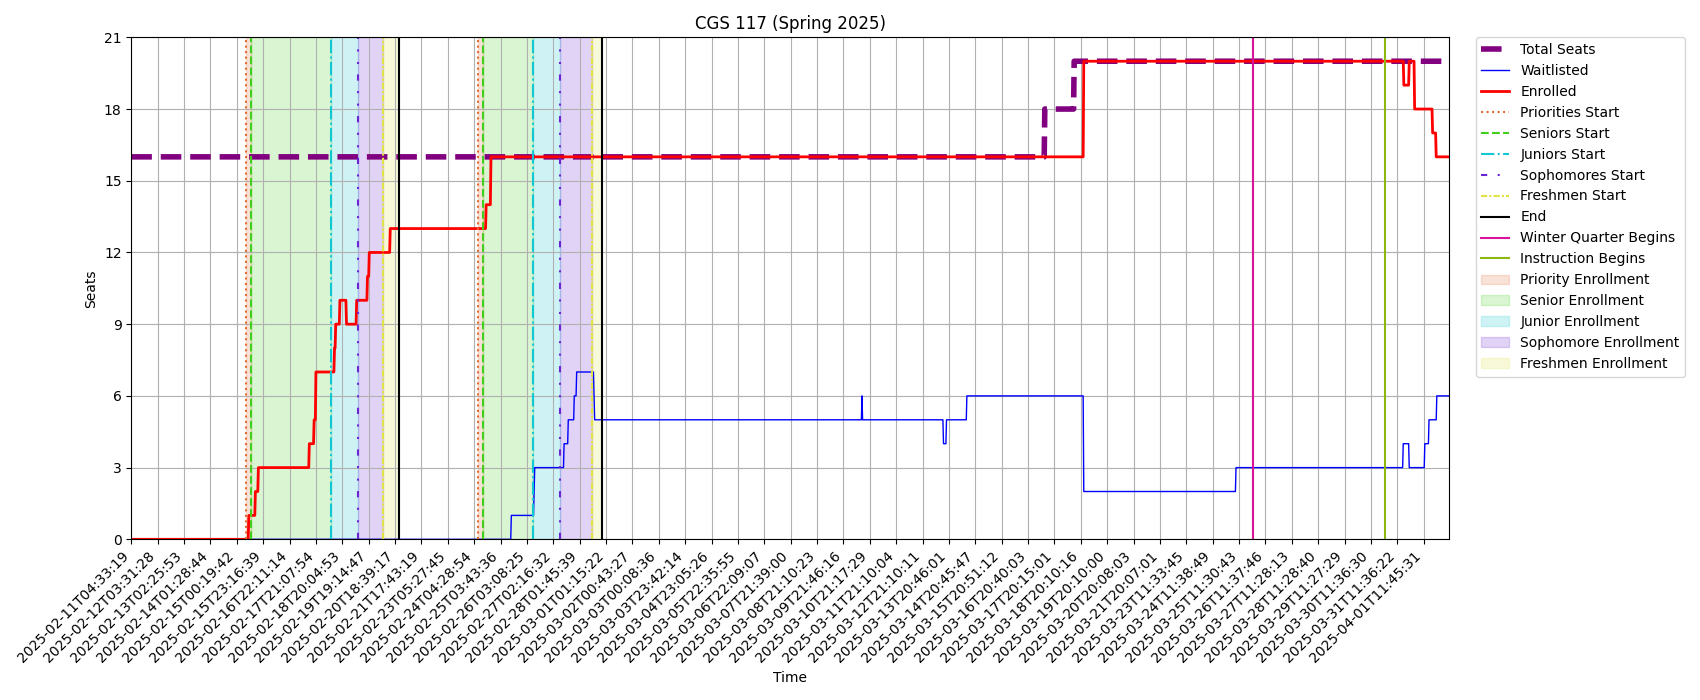 CGS 117 (Spring 2025)
21
18
15
12
9
6
3
0
Seats
2025-02-11T04:33:19
2025-02-12T03:31:28
2025-02-13T02:25:53
2025-02-14T01:28:44
2025-02-15T00:19:42
2025-02-15T23:16:39
2025-02-16T22:11:14
2025-02-17T21:07:54
2025-02-18T20:04:53
2025-02-19T19:14:47
2025-02-20T18:39:17
2025-02-21T17:43:19
2025-02-23T05:27:45
2025-02-24T04:28:54
2025-02-25T03:43:36
2025-02-26T03:08:25
2025-02-27T02:16:32
2025-02-28T01:45:39
2025-03-01T01:15:22
2025-03-02T00:43:27
2025-03-03T00:08:36
2025-03-03T23:42:14
2025-03-04T23:05:26
2025-03-05T22:35:55
2025-03-06T22:09:07
2025-03-07T21:39:00
2025-03-08T21:10:23
2025-03-09T21:46:16
2025-03-10T21:17:29
2025-03-11T21:10:04
2025-03-12T21:10:11
2025-03-13T20:46:01
2025-03-14T20:45:47
2025-03-15T20:51:12
2025-03-16T20:40:03
2025-03-17T20:15:01
2025-03-18T20:10:16
2025-03-19T20:10:00
2025-03-20T20:08:03
2025-03-21T20:07:01
2025-03-23T11:33:45
2025-03-24T11:38:49
2025-03-25T11:30:43
2025-03-26T11:37:46
2025-03-27T11:28:13
2025-03-28T11:28:40
2025-03-29T11:27:29
2025-03-30T11:36:30
2025-03-31T11:36:22
2025-04-01T11:45:31
Time
Total Seats
Waitlisted
Enrolled
Priorities Start
Seniors Start
Juniors Start
Sophomores Start
Freshmen Start
End
Winter Quarter Begins
Instruction Begins
Priority Enrollment
Senior Enrollment
Junior Enrollment
Sophomore Enrollment
Freshmen Enrollment